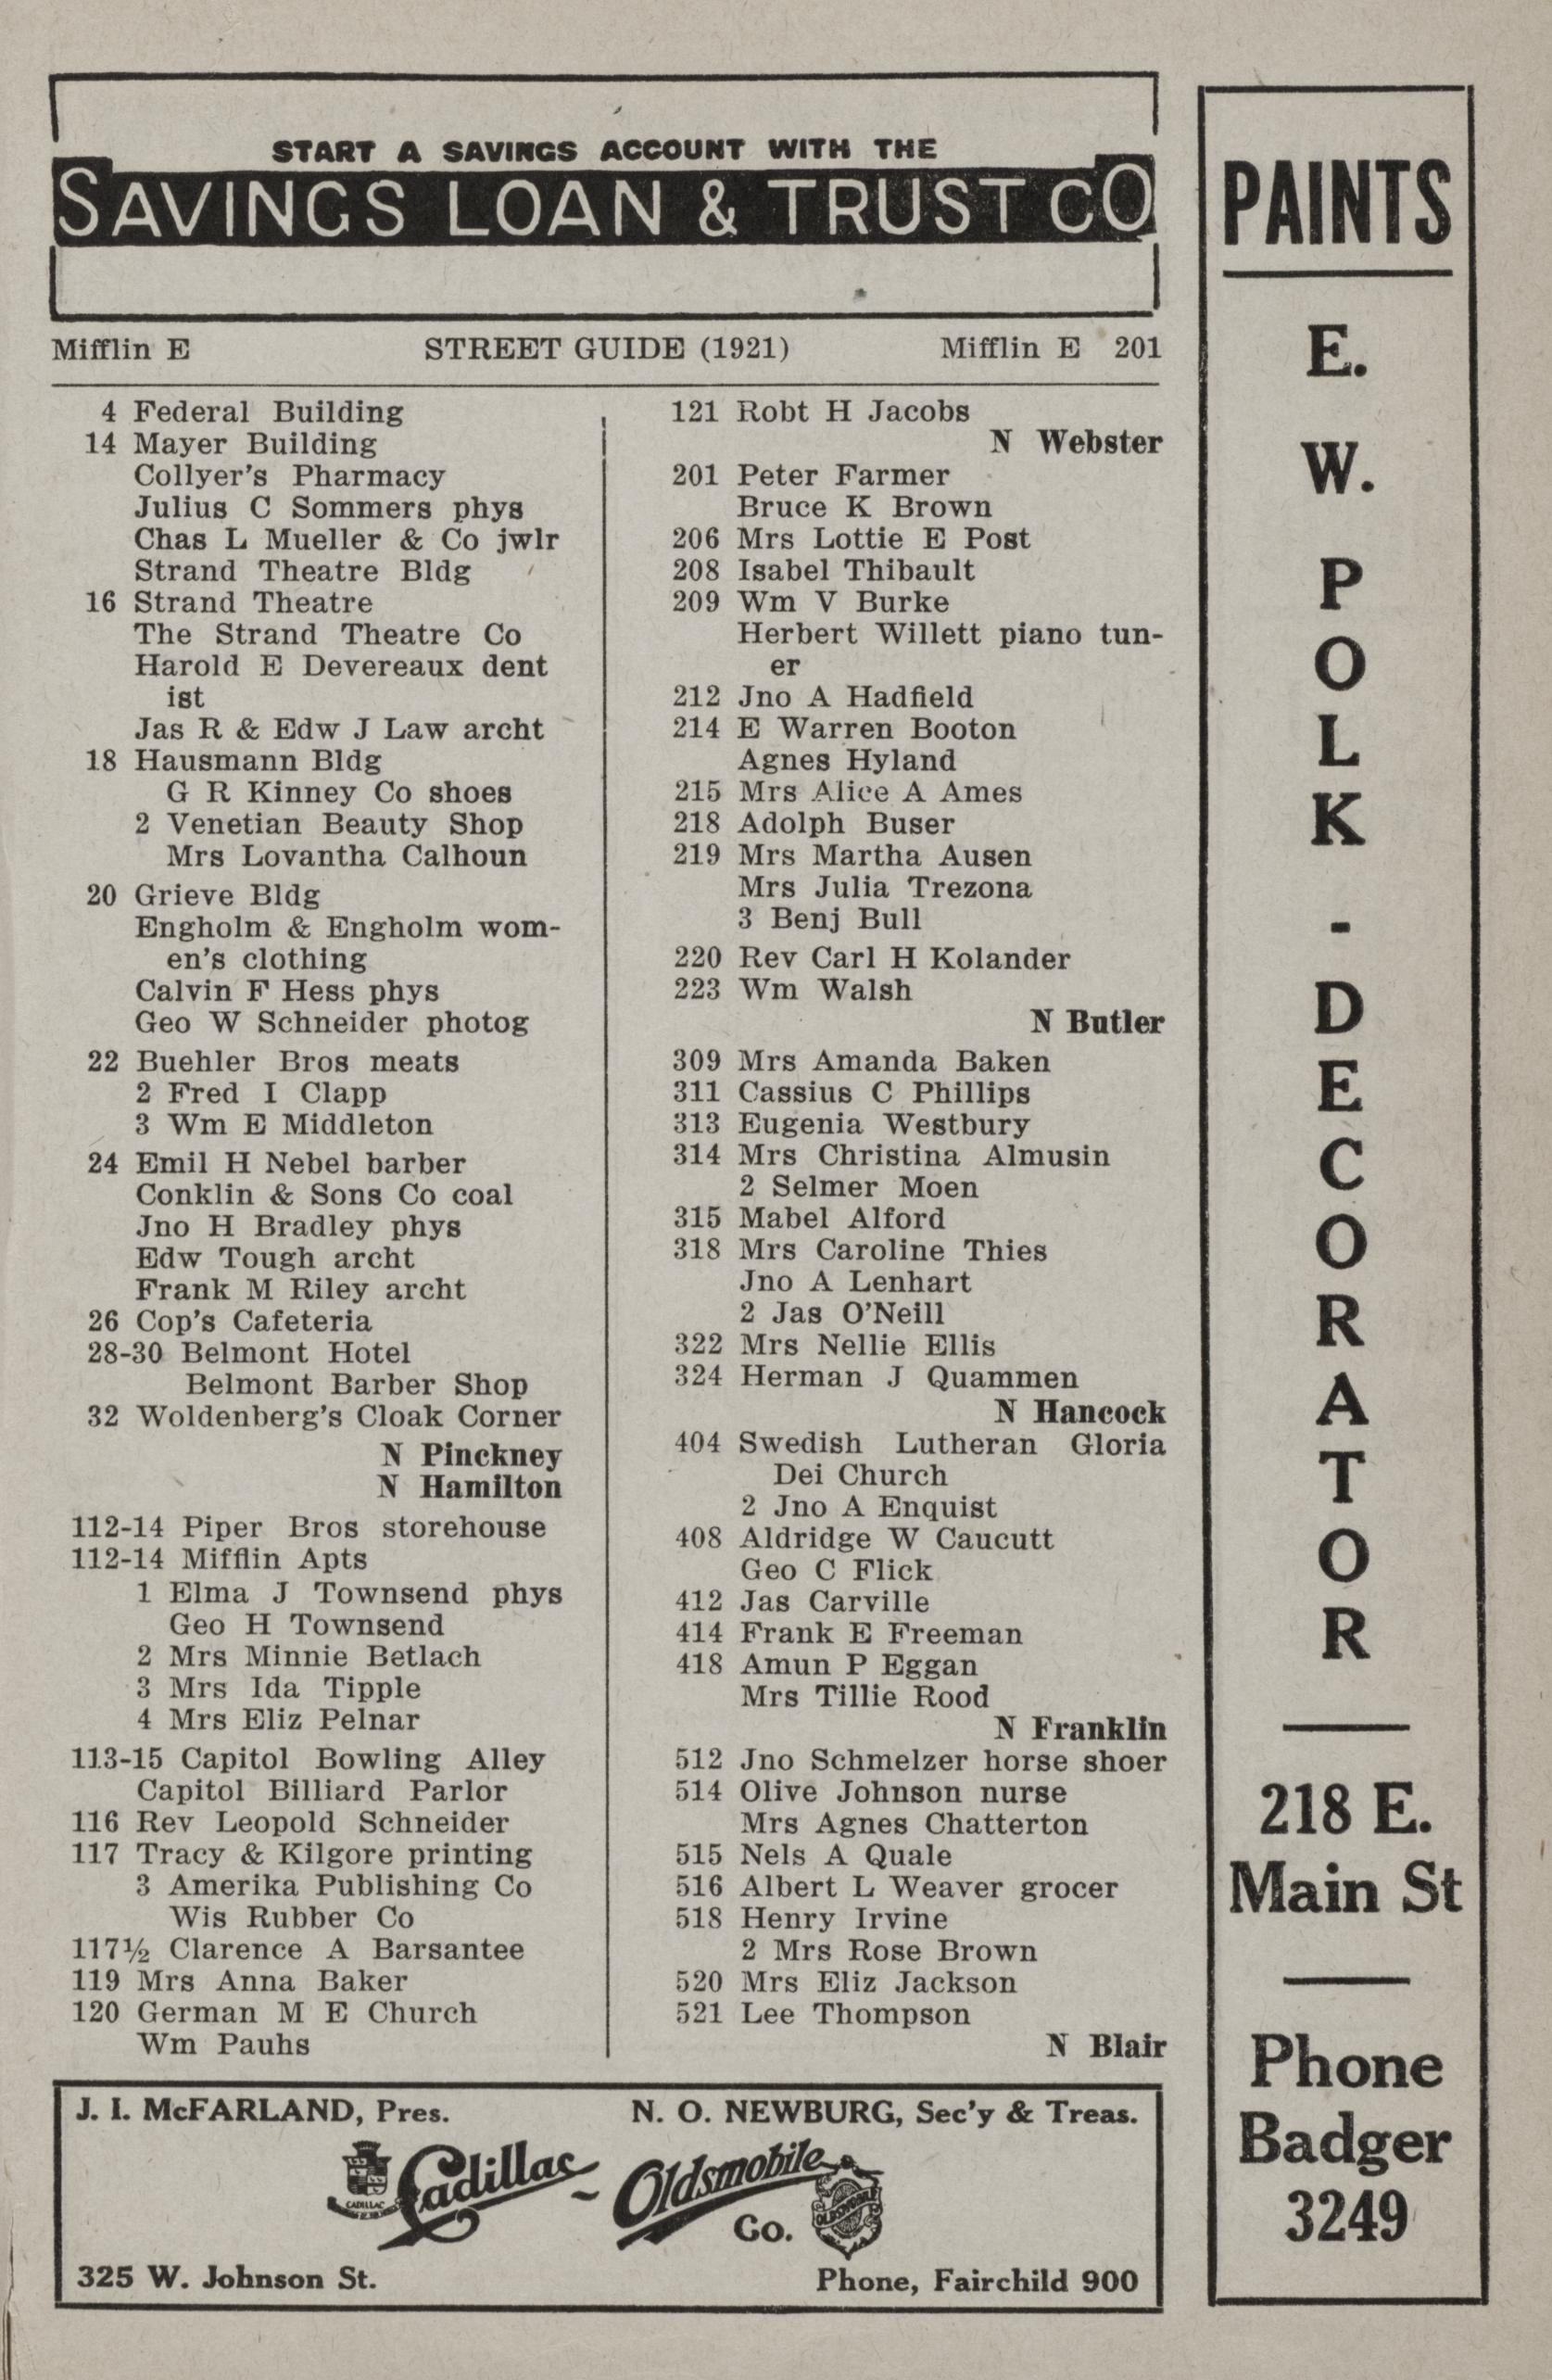 START A SAVINGS ACCOUNT WITH THE
SAVINGS LOAN & TRUST CO
Mifflin E STREET GUIDE (1921) Mifflin E 201
4 Federal Building
14 Mayer Building
Collyer's Pharmacy
Julius C Sommers phys
Chas L Mueller & Co jwlr
Strand Theatre Bldg
16 Strand Theatre
The Strand Theatre Co
Harold E Devereaux dent
ist
Jas R & Edw J Law archt
18 Hausmann Bldg
G R Kinney Co shoes
2 Venetian Beauty Shop
Mrs Lovantha Calhoun
20 Grieve Bldg
Engholm & Engholm wom-
en's clothing
Calvin F Hess phys
Geo W Schneider photog
22 Buehler Bros meats
2 Fred I Clapp
3 Wm E Middleton
24 Emil H Nebel barber
Conklin & Sons Co coal
Jno H Bradley phys
Edw Tough archt
Frank M Riley archt
26 Cop's Cafeteria
28-30 Belmont Hotel
Belmont Barber Shop
32 Woldenberg's Cloak Corner
N Pinckney
N Hamilton
112-14 Piper Bros storehouse
112-14 Mifflin Apts
1 Elma J Townsend phys
Geo H Townsend
2 Mrs Minnie Betlach
3 Mrs Ida Tipple
4 Mrs Eliz Pelnar
113-15 Capitol Bowling Alley
Capitol Billiard Parlor
116 Rev Leopold Schneider
117 Tracy & Kilgore printing
3 Amerika Publishing Co
Wis Rubber Co
117½ Clarence A Barsantee
119 Mrs Anna Baker
120 German M E Church
Wm Pauhs
121 Robt H Jacobs
N Webster
201 Peter Farmer
Bruce K Brown
206 Mrs Lottie E Post
208 Isabel Thibault
209 Wm V Burke
Herbert Willett piano tun-
er
212 Jno A Hadfield
214 E Warren Booton
Agnes Hyland
215 Mrs Alice A Ames
218 Adolph Buser
219 Mrs Martha Ausen
Mrs Julia Trezona
3 Benj Bull
220 Rev Carl H Kolander
223 Wm Walsh
N Butler
309 Mrs Amanda Baken
311 Cassius C Phillips
313 Eugenia Westbury
314 Mrs Christina Almusin
2 Selmer Moen
315 Mabel Alford
318 Mrs Caroline Thies
Jno A Lenhart
2 Jas O'Neill
322 Mrs Nellie Ellis
324 Herman J Quammen
N Hancock
404 Swedish Lutheran Gloria
Dei Church
2 Jno A Enquist
408 Aldridge W Caucutt
Geo C Flick
412 Jas Carville
414 Frank E Freeman
418 Amun P Eggan
Mrs Tillie Rood
N Franklin
512 Jno Schmelzer horse shoer
514 Olive Johnson nurse
Mrs Agnes Chatterton
515 Nels A Quale
516 Albert L Weaver grocer
518 Henry Irvine
2 Mrs Rose Brown
520 Mrs Eliz Jackson
521 Lee Thompson
N Blair
J. I. McFARLAND, Pres. N. O. NEWBURG, Sec'y & Treas.
CADILLAC
Cadillac - Oldsmobile
Co.
OLDSMOBILE
325 W. Johnson St. Phone, Fairchild 900
PAINTS
E.
W.
P
O
L
K
-
D
E
C
O
R
A
T
O
R
218 E.
Main St
Phone
Badger
3249